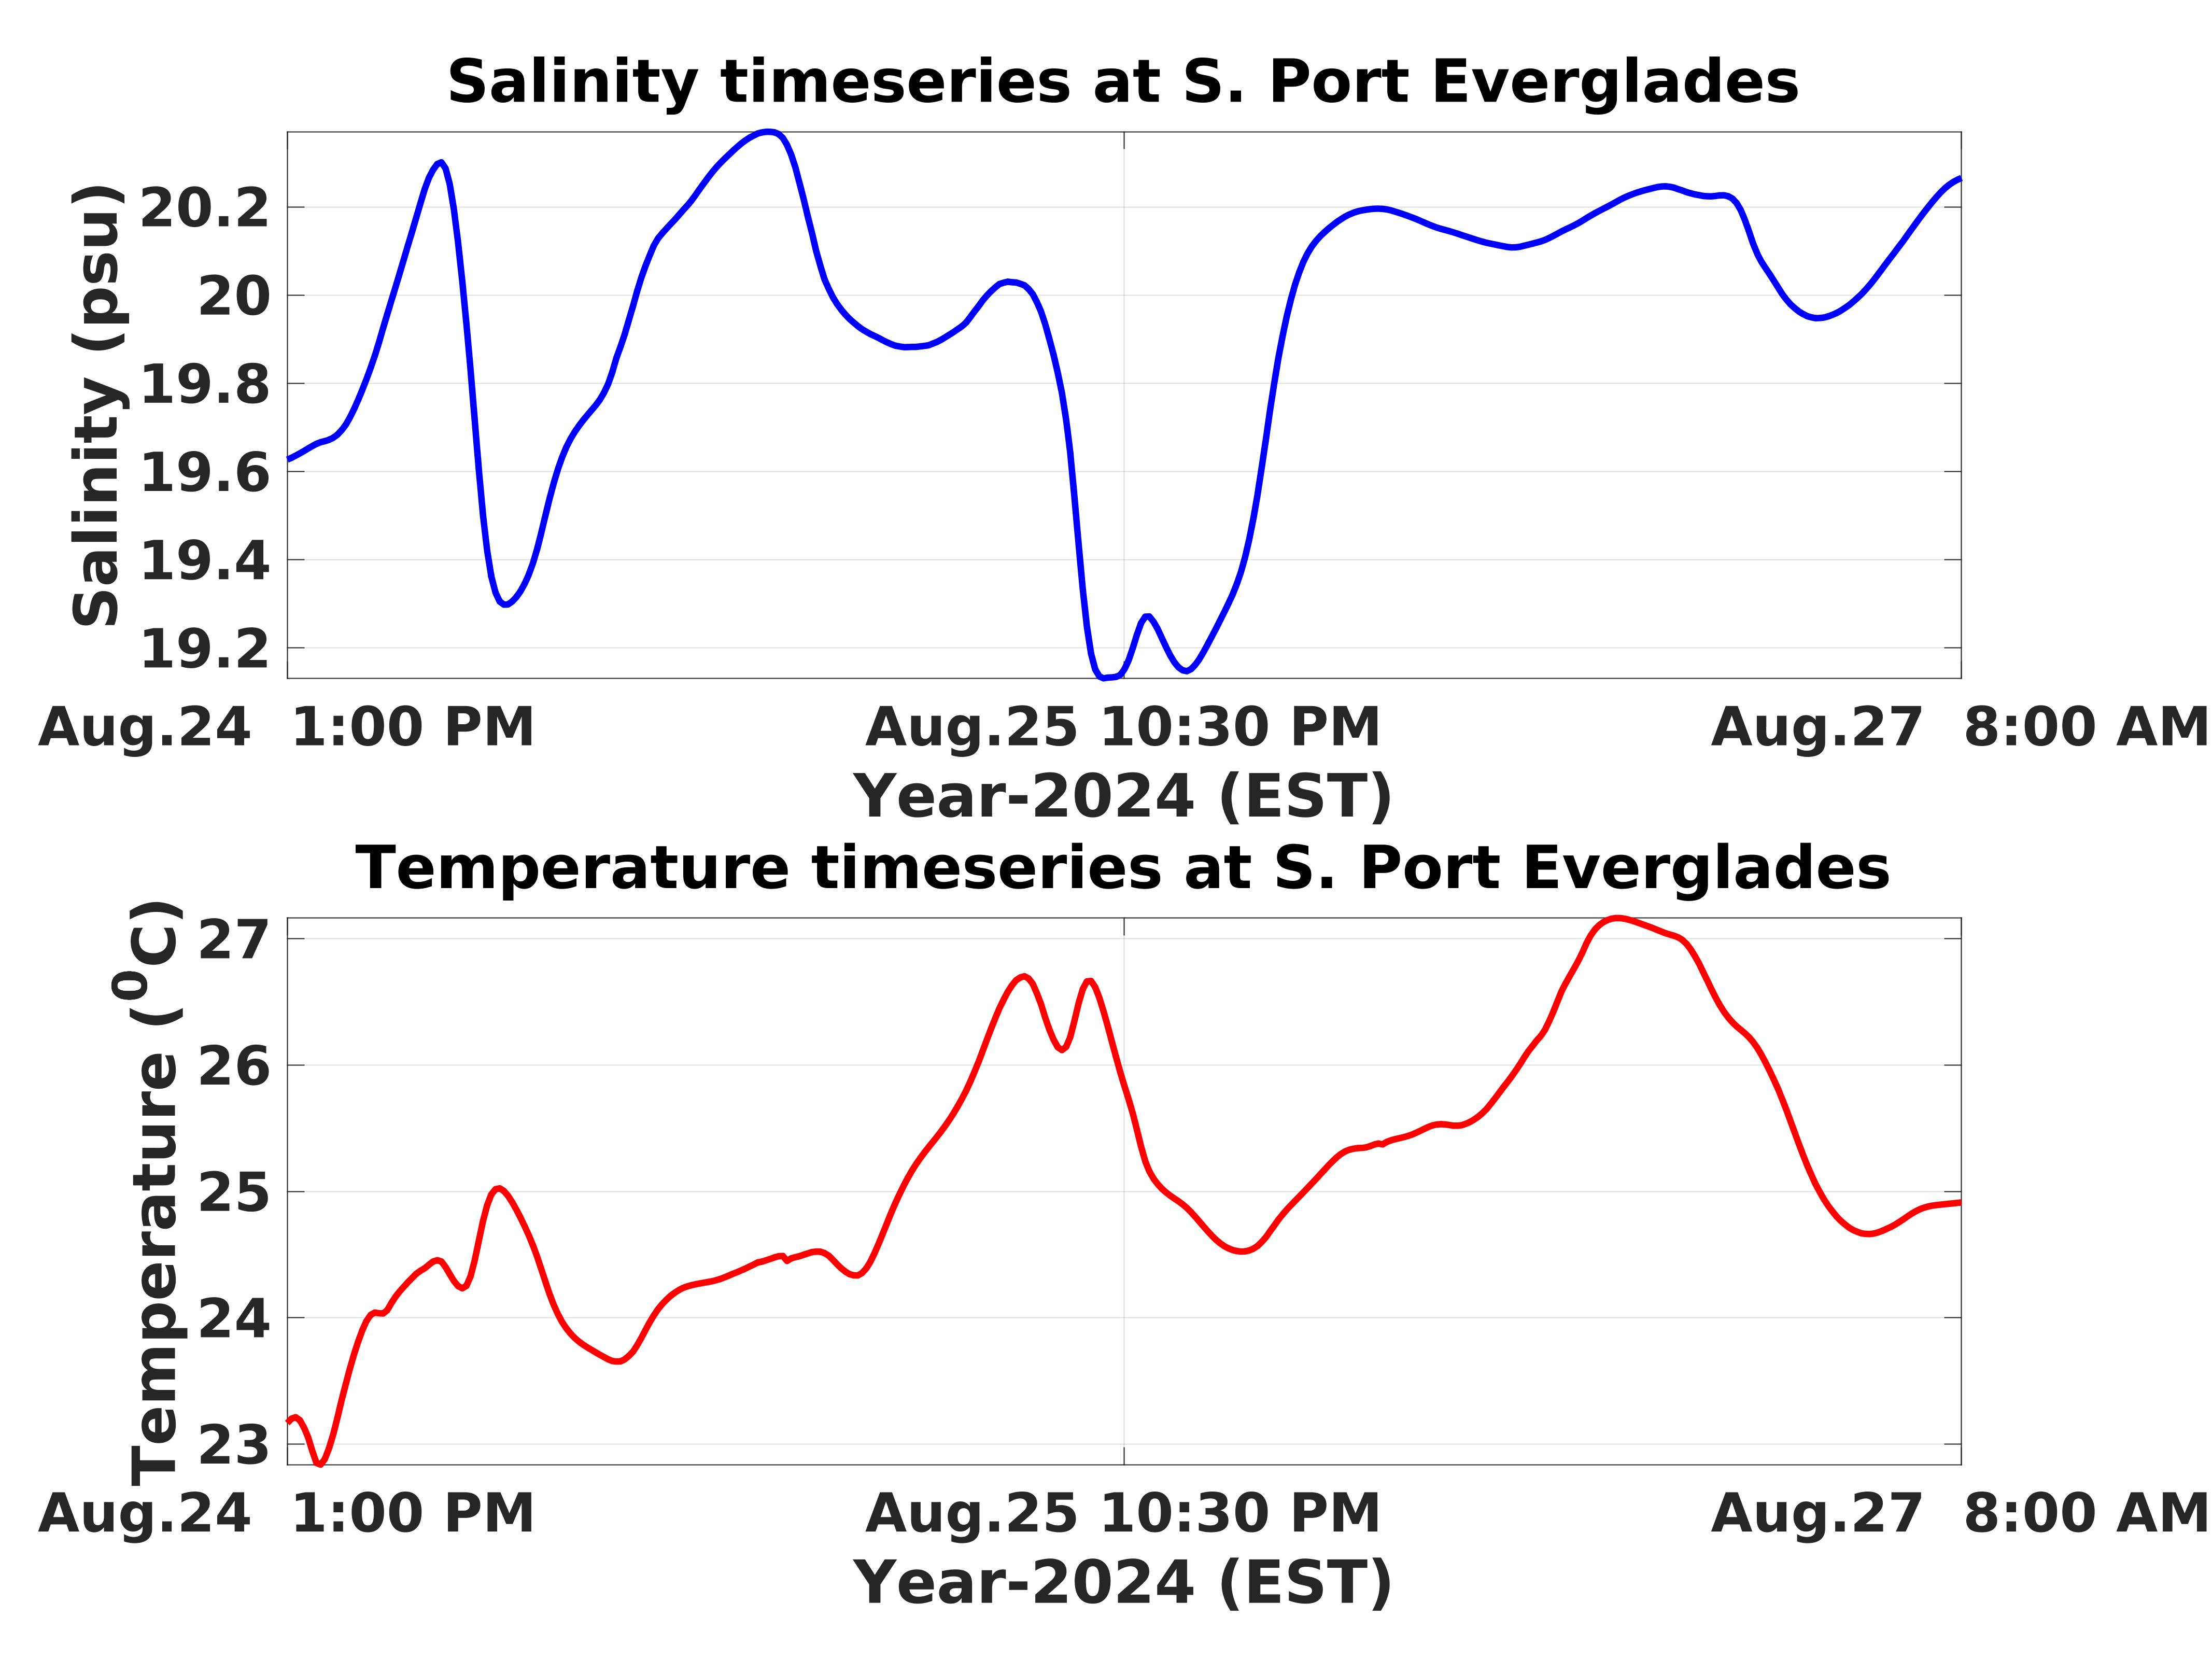 Salinity timeseries at S. Port Everglades
Salinity (psu)
20.2
20
19.8
19.6
19.4
19.2
Aug.24 1:00 PM
Aug.25 10:30 PM
Aug.27 8:00 AM
Year-2024 (EST)
Temperature timeseries at S. Port Everglades
Temperature (⁰C)
27
26
25
24
23
Aug.24 1:00 PM
Aug.25 10:30 PM
Aug.27 8:00 AM
Year-2024 (EST)